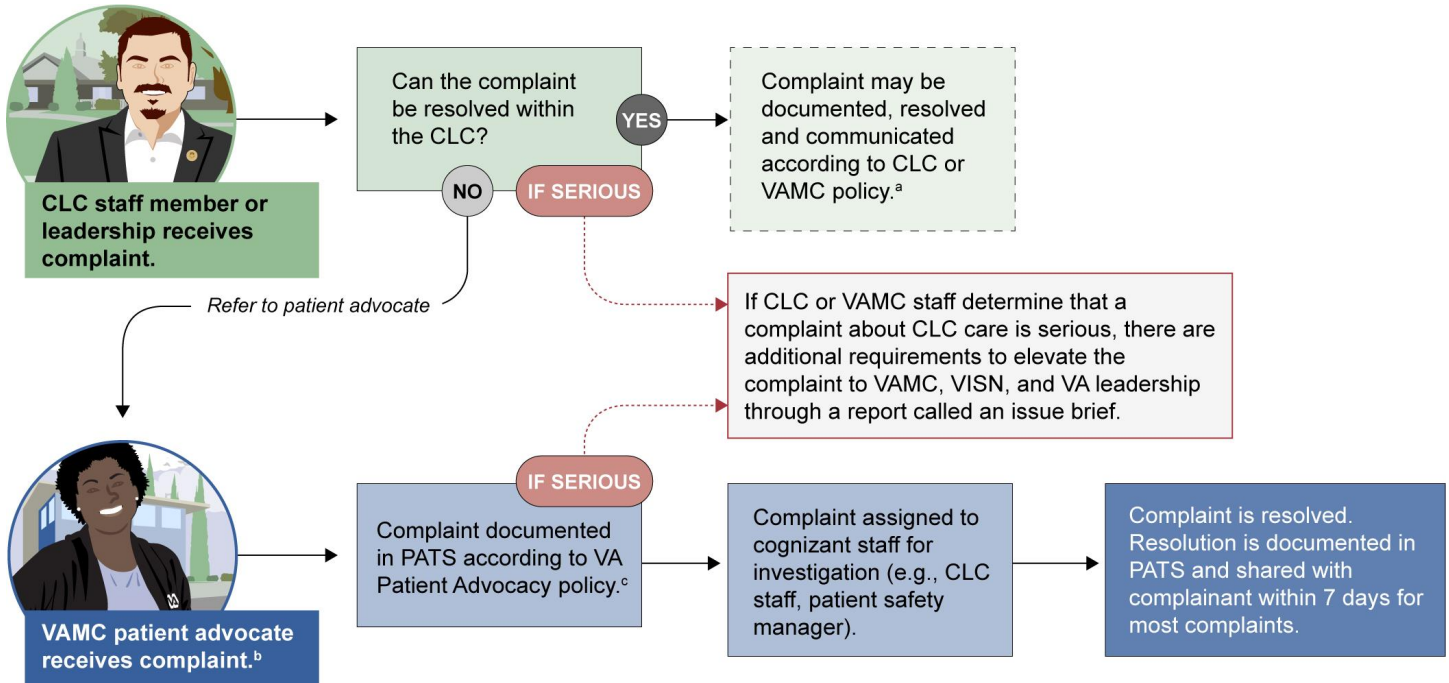 Can the complaint
be resolved within
the CLC?
YES
NO
IF SERIOUS
Complaint may be
documented, resolved
and communicated
according to CLC or
VAMC policy.ᵃ
CLC staff member or
leadership receives
complaint.
Refer to patient advocate
If CLC or VAMC staff determine that a
complaint about CLC care is serious, there are
additional requirements to elevate the
complaint to VAMC, VISN, and VA leadership
through a report called an issue brief.
IF SERIOUS
VAMC patient advocate
receives complaint.ᵇ
Complaint documented
in PATS according to VA
Patient Advocacy policy.ᶜ
Complaint assigned to
cognizant staff for
investigation (e.g., CLC
staff, patient safety
manager).
Complaint is resolved.
Resolution is documented in
PATS and shared with
complainant within 7 days for
most complaints.